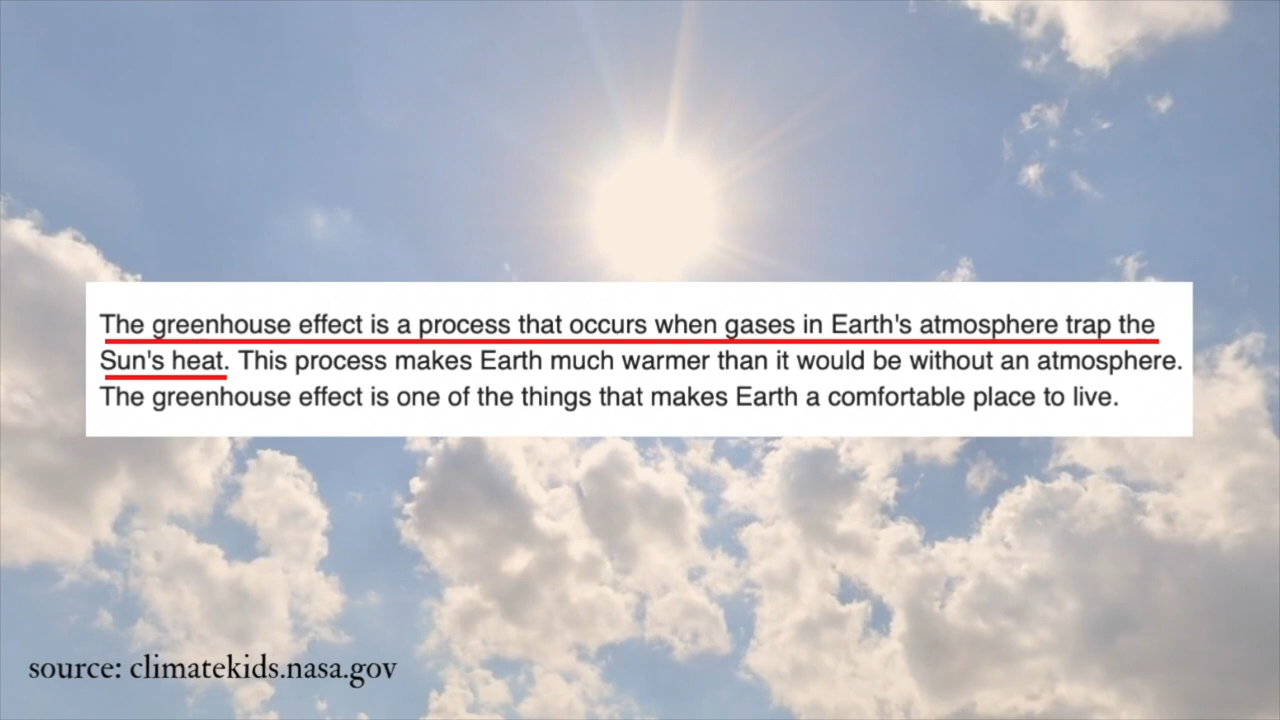 The greenhouse effect is a process that occurs when gases in Earth's atmosphere trap the
Sun's heat. This process makes Earth much warmer than it would be without an atmosphere.
The greenhouse effect is one of the things that makes Earth a comfortable place to live.
source: climatekids.nasa.gov